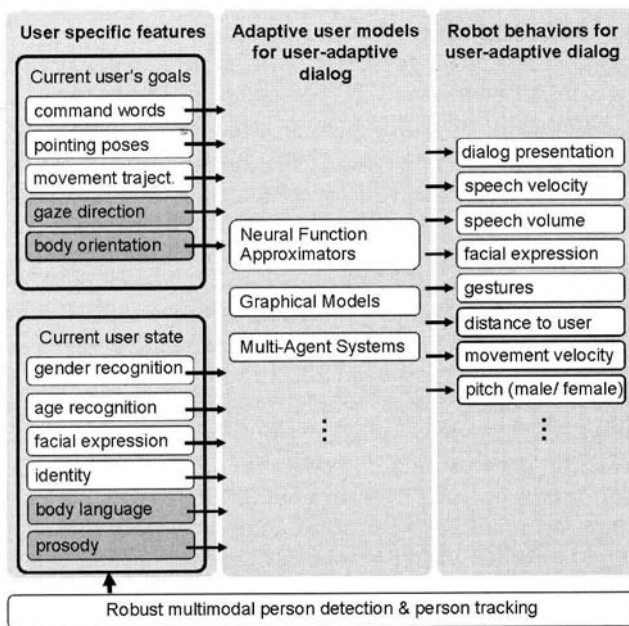 User specific features
Current user's goals
command words
pointing poses
movement traject.
gaze direction
body orientation
Current user state
gender recognition
age recognition
facial expression
identity
body language
prosody
Adaptive user models
for user-adaptive
dialog
Neural Function
Approximators
Graphical Models
Multi-Agent Systems
⋮
Robot behaviors for
user-adaptive dialog
dialog presentation
speech velocity
speech volume
facial expression
gestures
distance to user
movement velocity
pitch (male/ female)
⋮
Robust multimodal person detection & person tracking